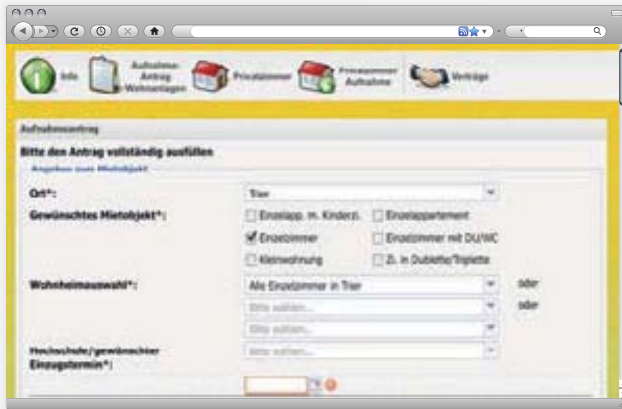 Info
Aufnahme-
Antrag
Wohnanlagen
Privatzimmer
Privatzimmer
Aufnahme
Verträge
Aufnahmeantrag
Bitte den Antrag vollständig ausfüllen
Angaben zum Mietobjekt
Ort*:
Trier
Gewünschtes Mietobjekt*:
Einzelapp. m. Kinderzi.
Einzelappartement
Einzelzimmer
Einzelzimmer mit DU/WC
Kleinwohnung
Zi. in Dublette/Triplette
Wohnheimauswahl*:
Alle Einzelzimmer in Trier
oder
Bitte wählen...
oder
Bitte wählen...
Hochschule/gewünschter
Einzugstermin*:
Bitte wählen...